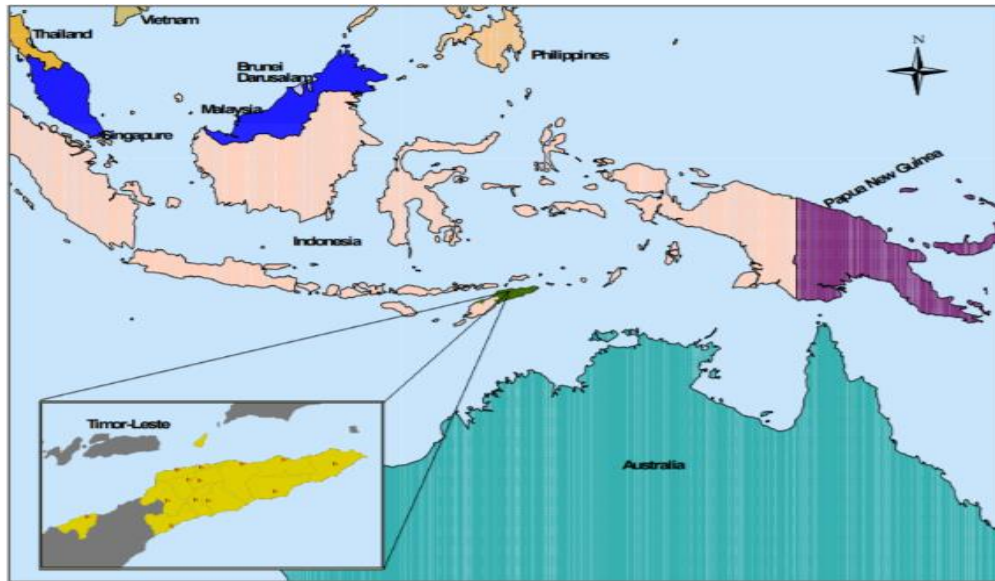 Vietnam
Thailand
Philippines
N
Brunei
Darusalam
Malaysia
Singapure
Papua New Guinea
Indonesia
Timor-Leste
Australia